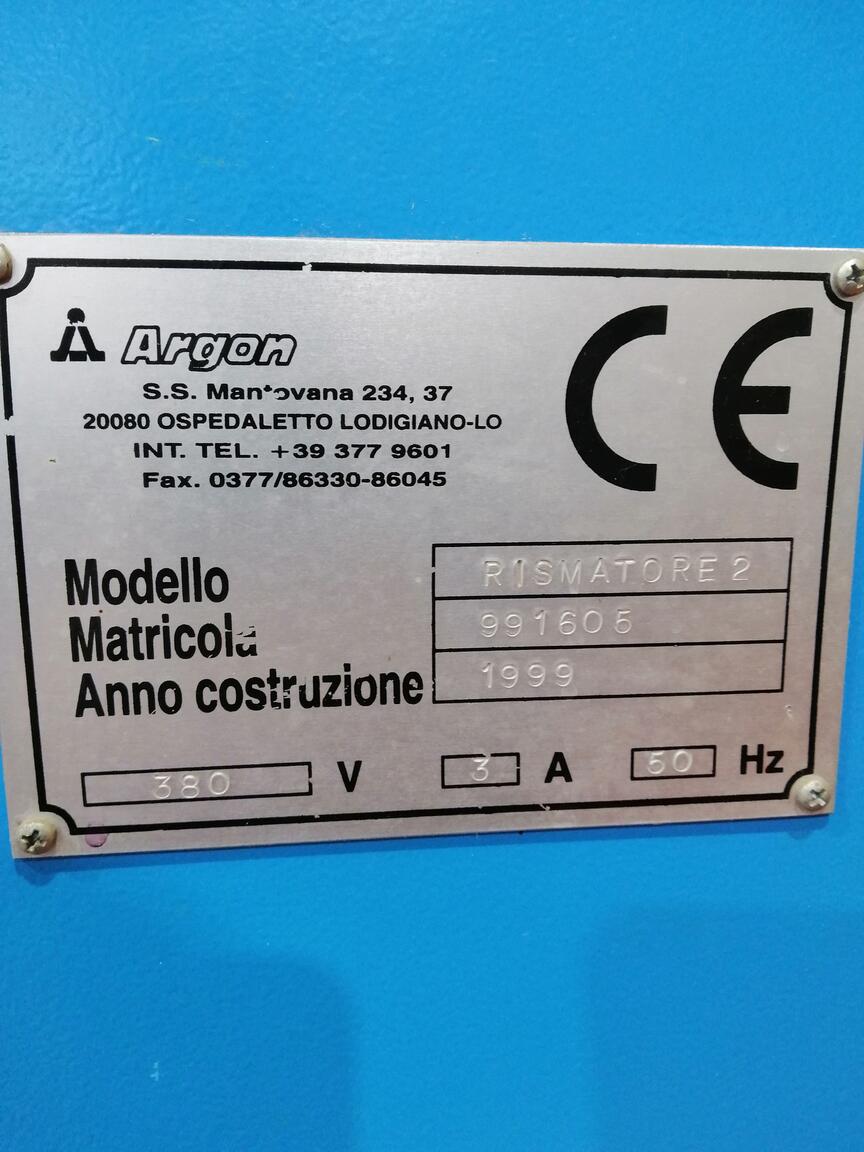 Argon
CE
S.S. Mantovana 234, 37
20080 OSPEDALETTO LODIGIANO-LO
INT. TEL. +39 377 9601
Fax. 0377/86330-86045
Modello RISMATORE 2
Matricola 991605
Anno costruzione 1999
380 V 3 A 50 Hz